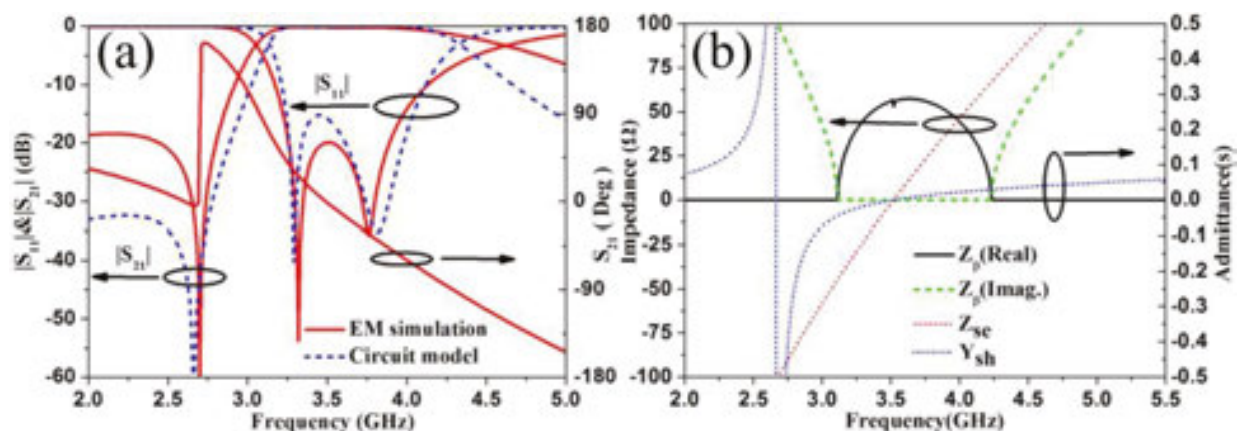 (a)
|S11|&|S21| (dB)
0
-10
-20
-30
-40
-50
-60
|S11|
|S21|
EM simulation
Circuit model
180
90
0
-90
-180
S21 ( Deg )
2.0 2.5 3.0 3.5 4.0 4.5 5.0
Frequency (GHz)
(b)
Impedance (Ω)
100
75
50
25
0
-25
-50
-75
-100
Zβ(Real)
Zβ(Imag.)
Zse
Ysh
0.5
0.4
0.3
0.2
0.1
0.0
-0.1
-0.2
-0.3
-0.4
-0.5
Admittance(s)
2.0 2.5 3.0 3.5 4.0 4.5 5.0 5.5
Frequency(GHz)